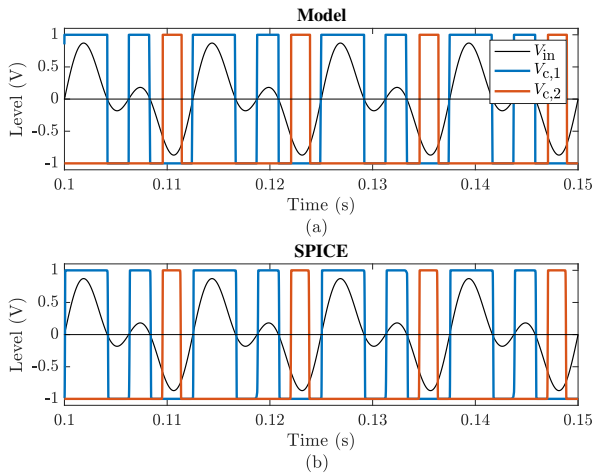 Model
1
0.5
0
-0.5
-1
Level (V)
V_in
V_c,1
V_c,2
0.1 0.11 0.12 0.13 0.14 0.15
Time (s)
(a)
SPICE
1
0.5
0
-0.5
-1
Level (V)
0.1 0.11 0.12 0.13 0.14 0.15
Time (s)
(b)